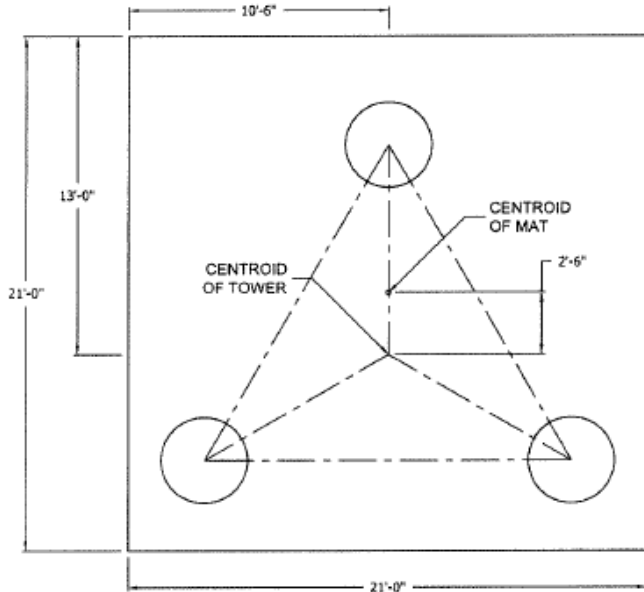 10'-6"
13'-0"
CENTROID
OF MAT
2'-6"
CENTROID
OF TOWER
21'-0"
21'-0"